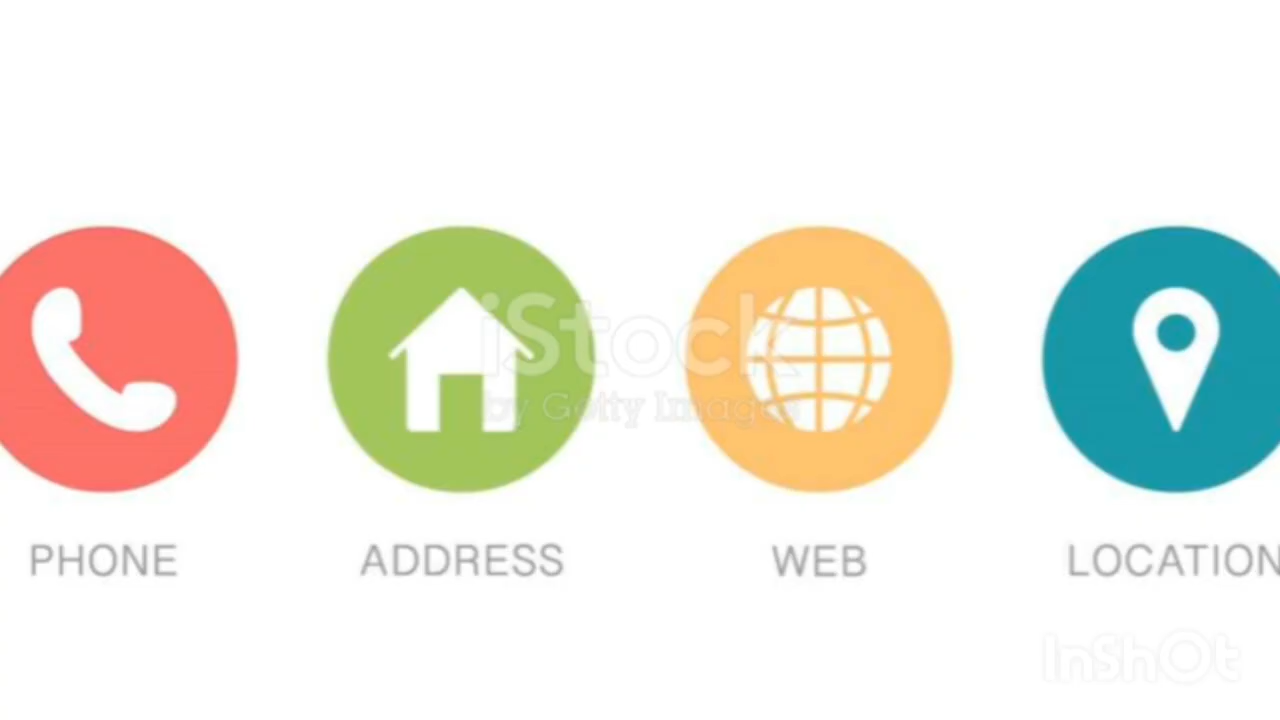 iStock
by Getty Images
PHONE
ADDRESS
WEB
LOCATION
InShOt